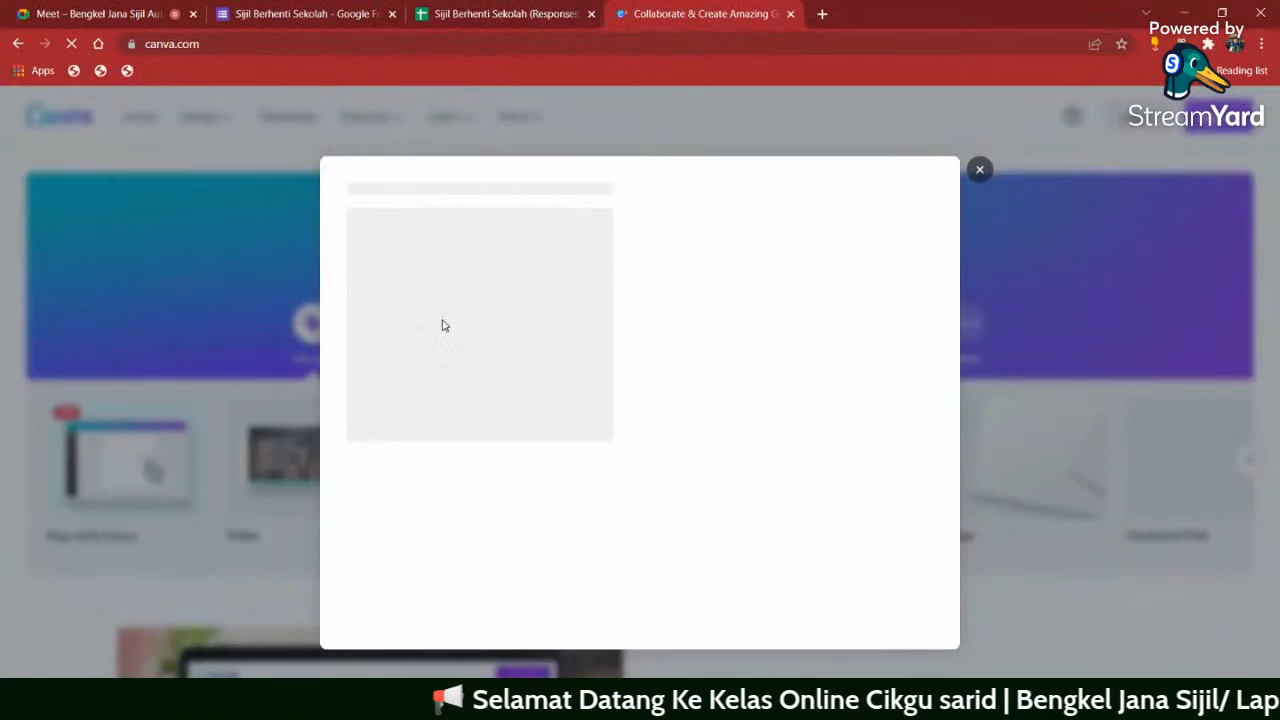 Meet – Bengkel Jana Sijil Au
Sijil Berhenti Sekolah - Google F
Sijil Berhenti Sekolah (Responses
Collaborate & Create Amazing G
canva.com
Powered by
Apps
Reading list
StreamYard
Selamat Datang Ke Kelas Online Cikgu sarid | Bengkel Jana Sijil/ Lap